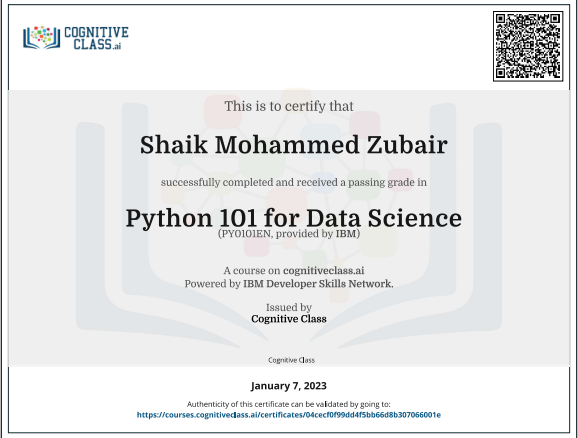 COGNITIVE
CLASS.ai
This is to certify that
Shaik Mohammed Zubair
successfully completed and received a passing grade in
Python 101 for Data Science
(PY0101EN, provided by IBM)
A course on cognitiveclass.ai
Powered by IBM Developer Skills Network.
Issued by
Cognitive Class
Cognitive Class
January 7, 2023
Authenticity of this certificate can be validated by going to:
https://courses.cognitiveclass.ai/certificates/04cecf0f99dd4f5bb66d8b307066001e